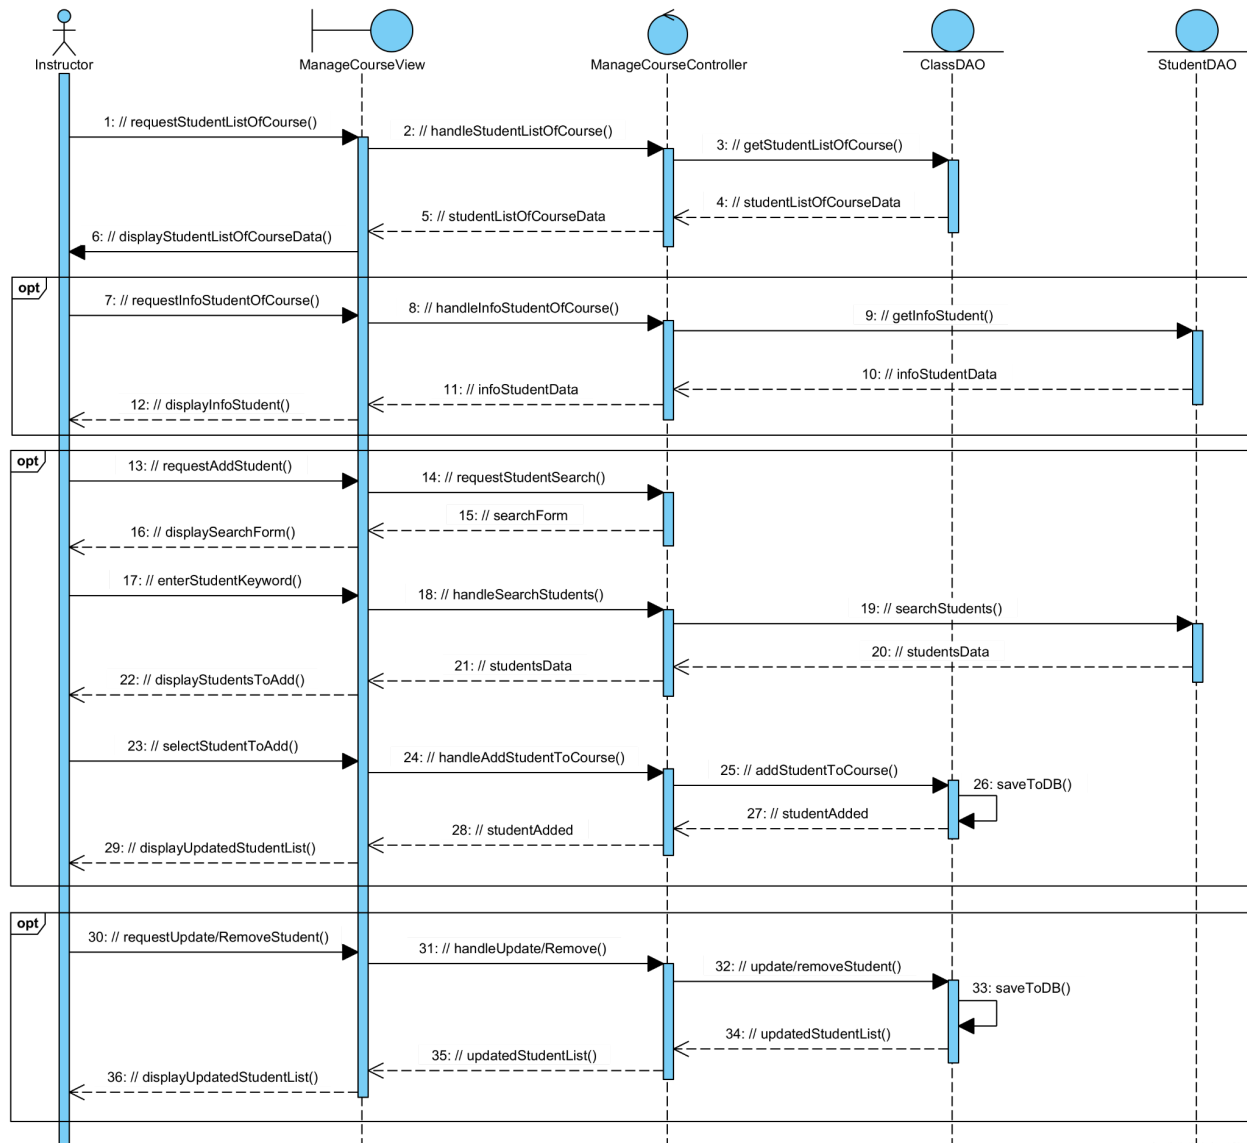 Instructor
ManageCourseView
ManageCourseController
ClassDAO
StudentDAO
1: // requestStudentListOfCourse()
2: // handleStudentListOfCourse()
3: // getStudentListOfCourse()
4: // studentListOfCourseData
5: // studentListOfCourseData
6: // displayStudentListOfCourseData()
opt
7: // requestInfoStudentOfCourse()
8: // handleInfoStudentOfCourse()
9: // getInfoStudent()
10: // infoStudentData
11: // infoStudentData
12: // displayInfoStudent()
opt
13: // requestAddStudent()
14: // requestStudentSearch()
15: // searchForm
16: // displaySearchForm()
17: // enterStudentKeyword()
18: // handleSearchStudents()
19: // searchStudents()
20: // studentsData
21: // studentsData
22: // displayStudentsToAdd()
23: // selectStudentToAdd()
24: // handleAddStudentToCourse()
25: // addStudentToCourse()
26: saveToDB()
27: // studentAdded
28: // studentAdded
29: // displayUpdatedStudentList()
opt
30: // requestUpdate/RemoveStudent()
31: // handleUpdate/Remove()
32: // update/removeStudent()
33: saveToDB()
34: // updatedStudentList()
35: // updatedStudentList()
36: // displayUpdatedStudentList()